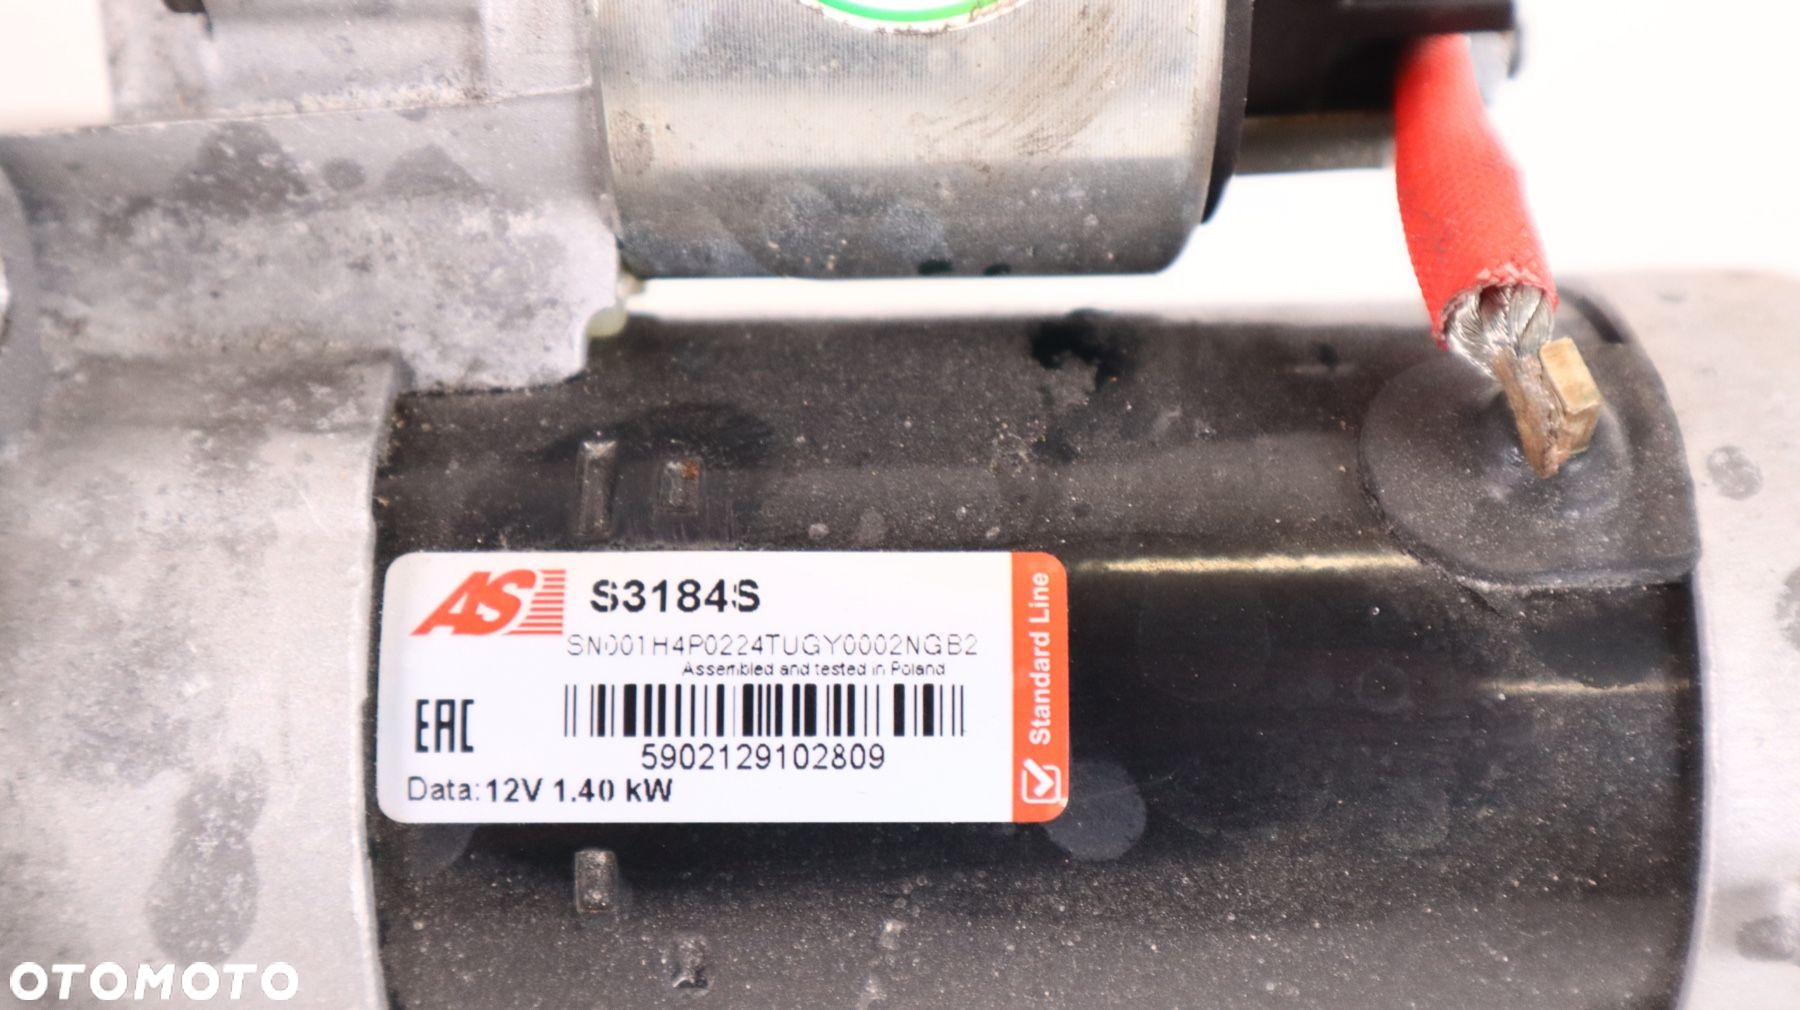 AS
S3184S
SN001H4P0224TUGY0002NGB2
Assembled and tested in Poland
EAC
5902129102809
Data: 12V 1.40 kW
Standard Line
OTOMOTO